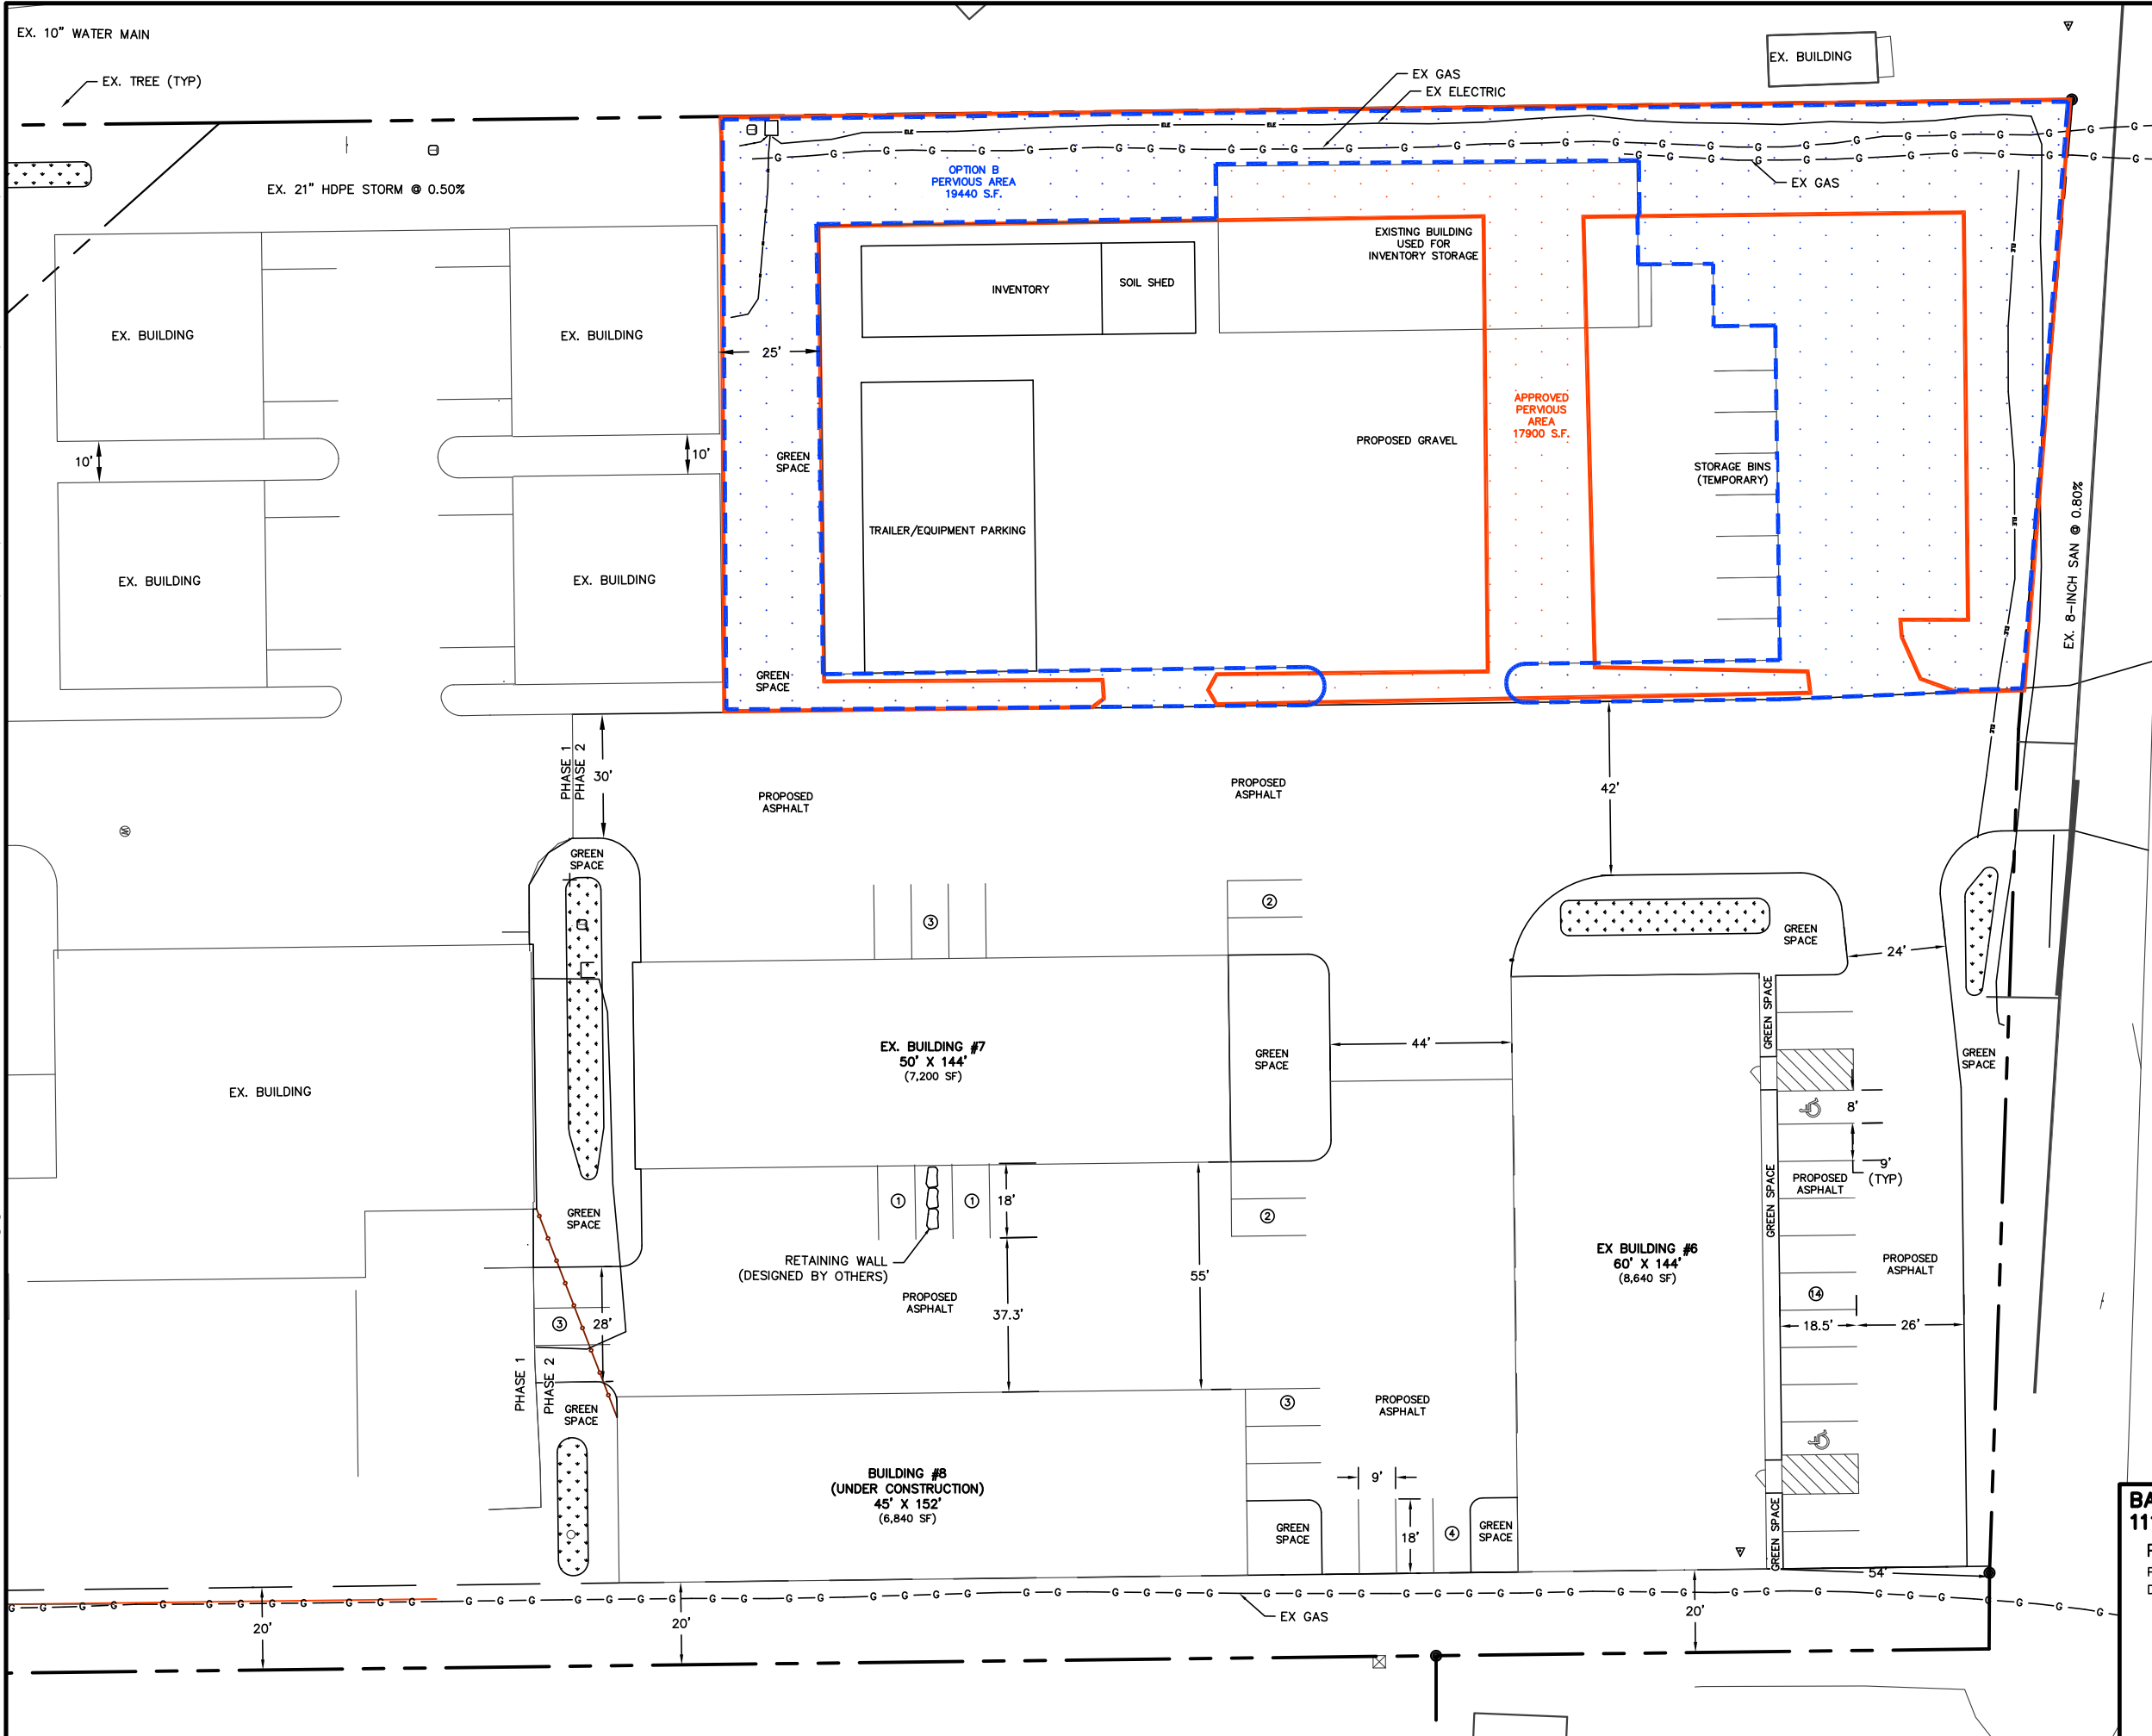 EX. 10" WATER MAIN
EX. TREE (TYP)
EX. 21" HDPE STORM @ 0.50%
EX GAS
EX ELECTRIC
EX. BUILDING
ELE
ELE
ELE
OPTION B
PERVIOUS AREA
19440 S.F.
EX GAS
EXISTING BUILDING
USED FOR
INVENTORY STORAGE
INVENTORY
SOIL SHED
EX. BUILDING
EX. BUILDING
25'
APPROVED
PERVIOUS
AREA
17900 S.F.
PROPOSED GRAVEL
10'
10'
GREEN
SPACE
STORAGE BINS
(TEMPORARY)
TRAILER/EQUIPMENT PARKING
EX. 8-INCH SAN @ 0.80%
EX. BUILDING
EX. BUILDING
GREEN
SPACE
PHASE 1
PHASE 2
30'
PROPOSED
ASPHALT
PROPOSED
ASPHALT
42'
GREEN
SPACE
3
2
GREEN
SPACE
24'
EX. BUILDING #7
50' X 144'
(7,200 SF)
GREEN
SPACE
44'
GREEN SPACE
GREEN
SPACE
EX. BUILDING
8'
9'
(TYP)
PROPOSED
ASPHALT
GREEN
SPACE
1
1
18'
2
GREEN SPACE
RETAINING WALL
(DESIGNED BY OTHERS)
PROPOSED
ASPHALT
55'
37.3'
EX BUILDING #6
60' X 144'
(8,640 SF)
PROPOSED
ASPHALT
14
18.5'
26'
3
28'
PHASE 1
PHASE 2
GREEN
SPACE
3
PROPOSED
ASPHALT
BUILDING #8
(UNDER CONSTRUCTION)
45' X 152'
(6,840 SF)
9'
18'
4
GREEN
SPACE
GREEN
SPACE
GREEN SPACE
54'
EX GAS
20'
20'
20'